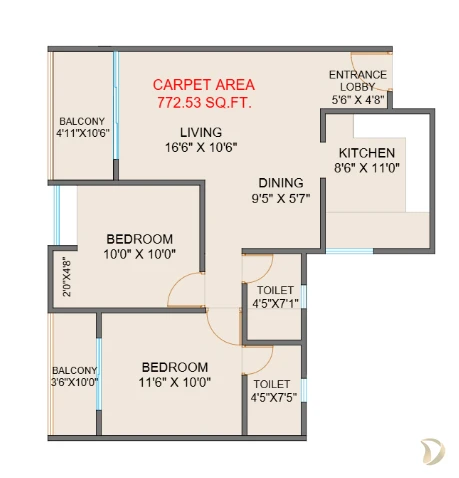 CARPET AREA
772.53 SQ.FT.
ENTRANCE
LOBBY
5'6" X 4'8"
BALCONY
4'11"X10'6"
LIVING
16'6" X 10'6"
KITCHEN
8'6" X 11'0"
DINING
9'5" X 5'7"
BEDROOM
10'0" X 10'0"
2'0"X4'8"
TOILET
4'5"X7'1"
BALCONY
3'6"X10'0"
BEDROOM
11'6" X 10'0"
TOILET
4'5"X7'5"